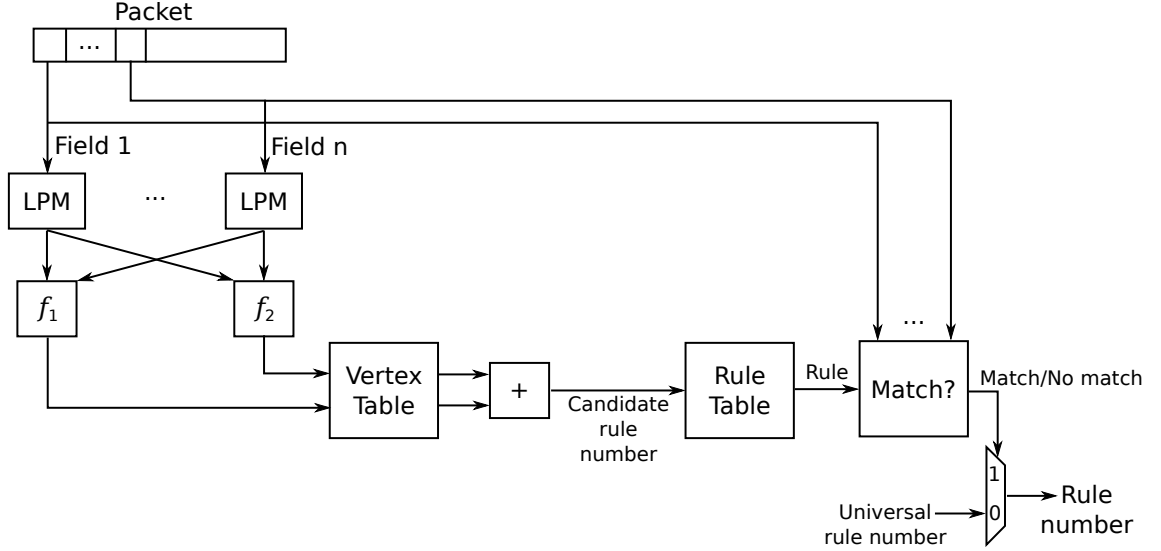 Packet
...
Field 1
Field n
LPM
...
LPM
f1
f2
...
Vertex
Table
+
Candidate
rule
number
Rule
Table
Rule
Match?
Match/No match
1
0
Universal
rule number
Rule
number